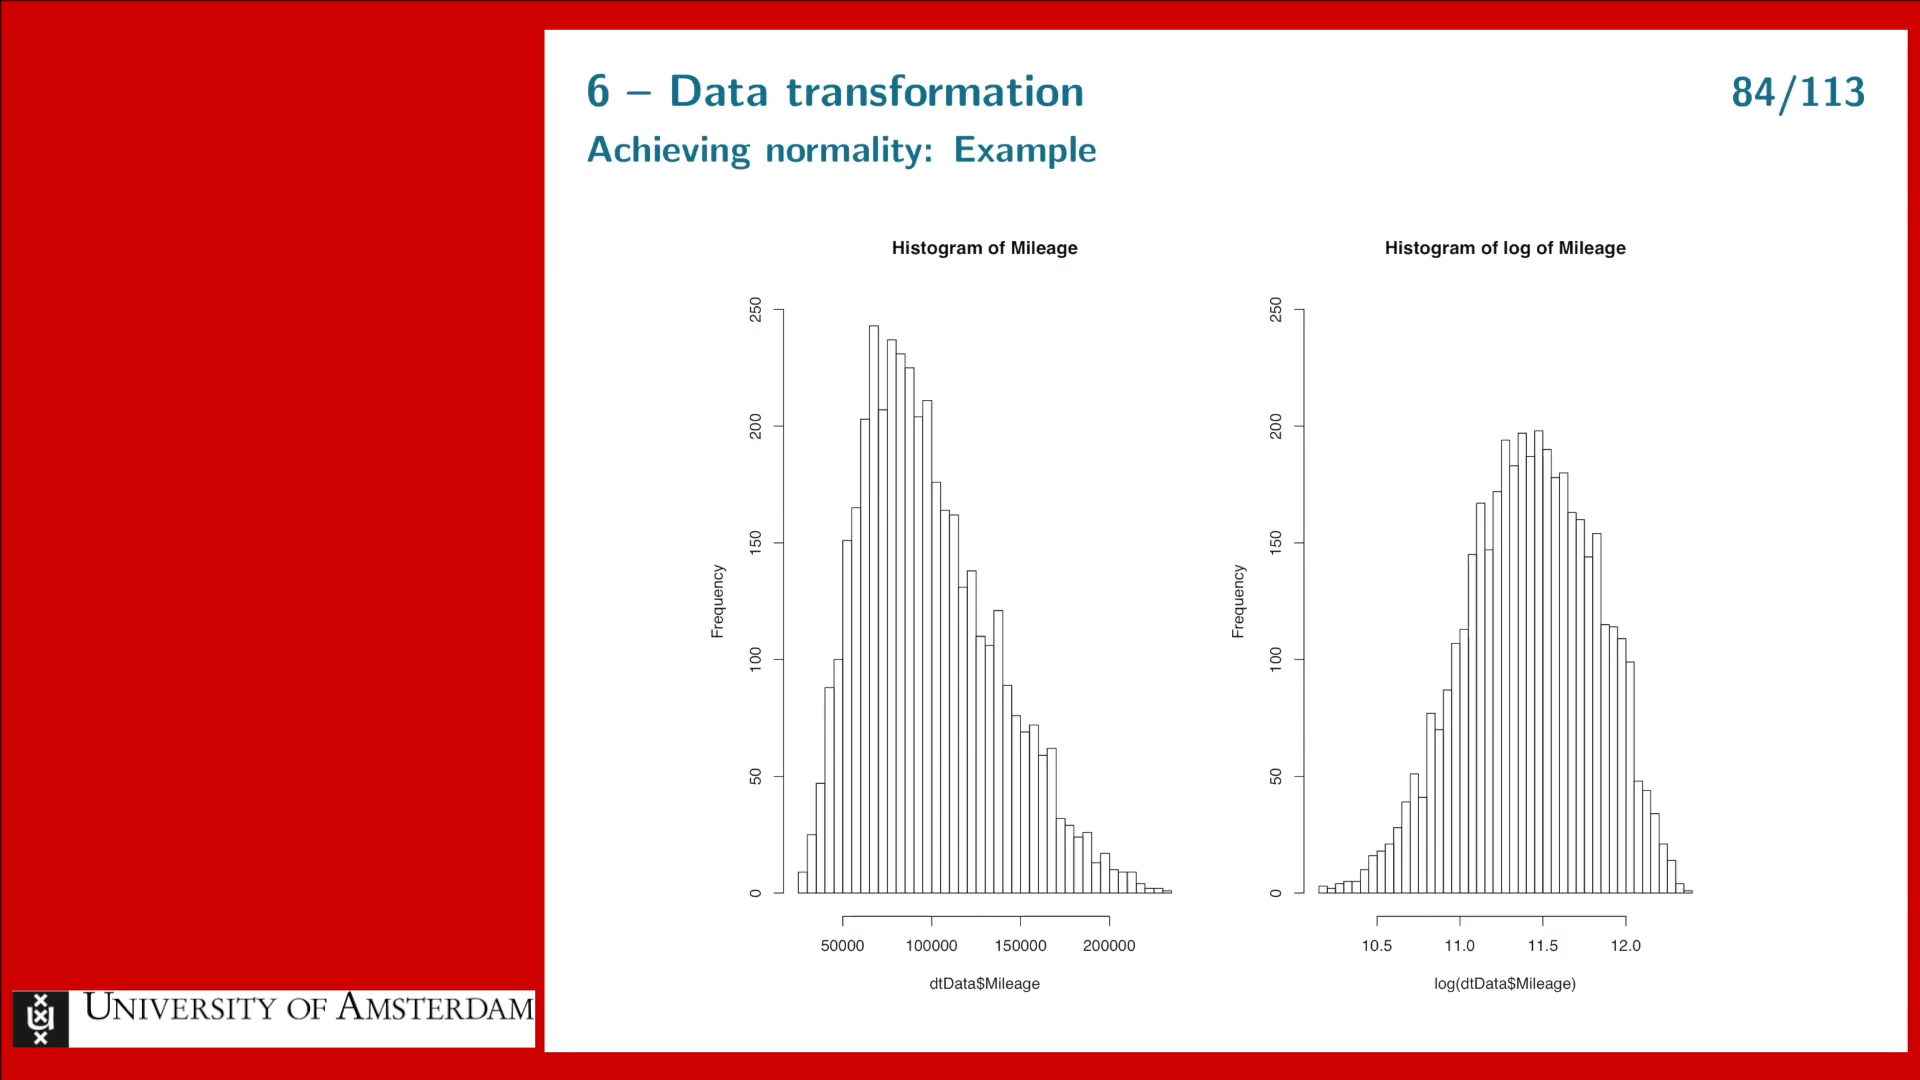 6 – Data transformation
84/113
Achieving normality: Example
Histogram of Mileage
250
200
150
100
50
0
Frequency
50000 100000 150000 200000
dtData$Mileage
Histogram of log of Mileage
250
200
150
100
50
0
Frequency
10.5 11.0 11.5 12.0
log(dtData$Mileage)
UNIVERSITY OF AMSTERDAM